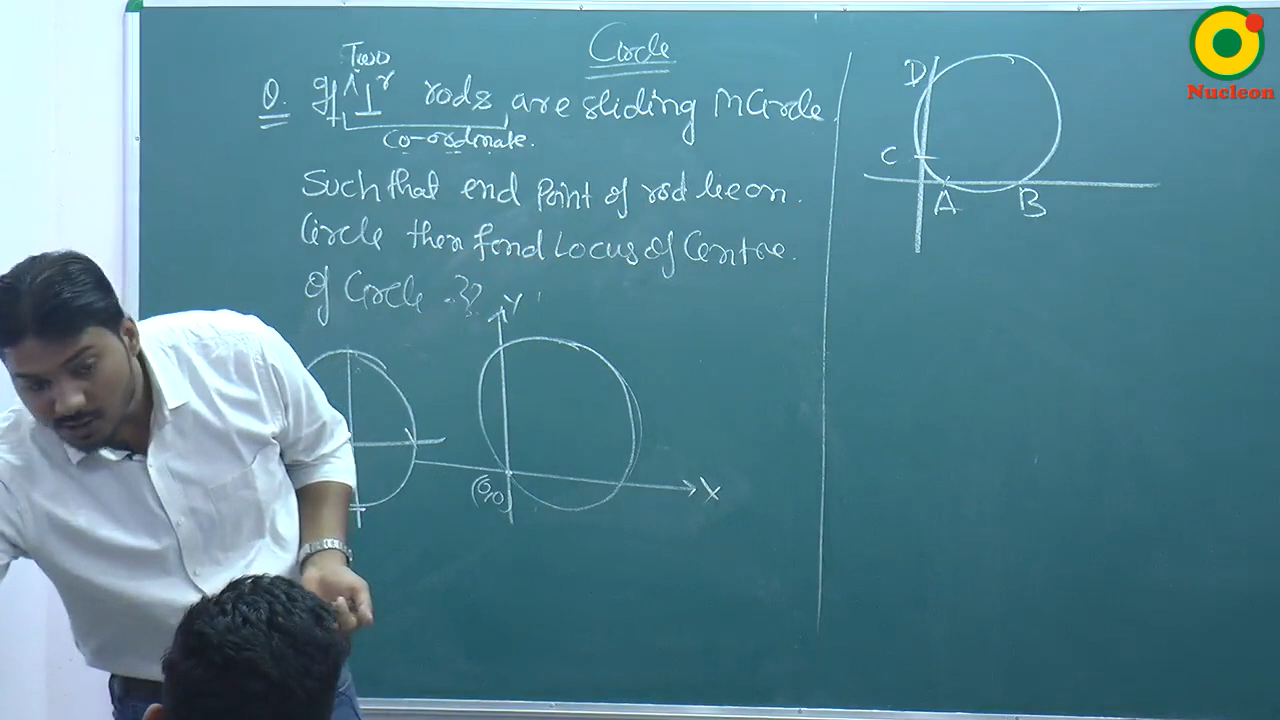 Circle
Two
Q. If ^ ⊥r rods are sliding in Circle.
co-ordinate.
Such that end Point of rod lie on.
Circle then find Locus of Centre.
of Circle .??
Y
(0,0)
X
D
C
A
B
Nucleon